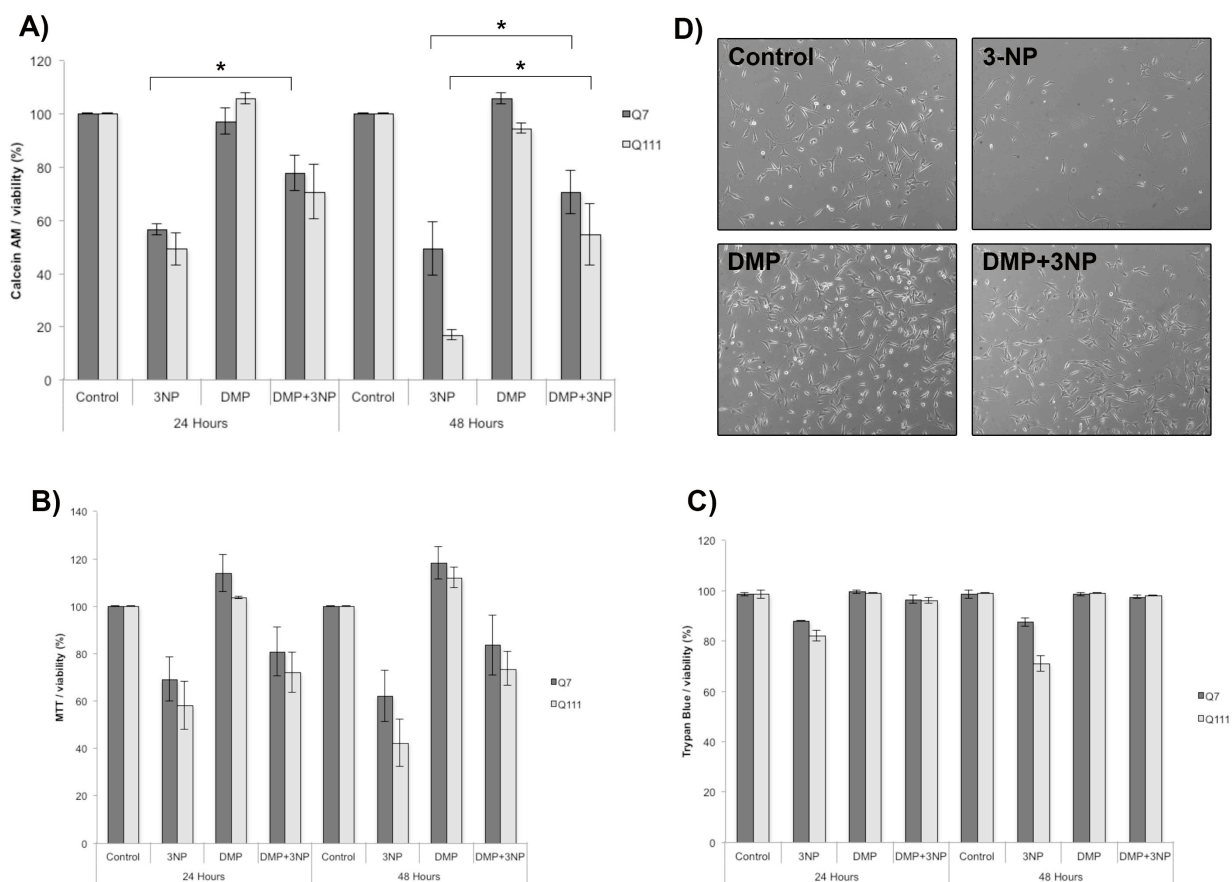 A)
*
*
*
120
100
80
60
40
20
0
Calcein AM / viability (%)
Control 3NP DMP DMP+3NP Control 3NP DMP DMP+3NP
24 Hours 48 Hours
Q7
Q111
D)
Control
3-NP
DMP
DMP+3NP
B)
140
120
100
80
60
40
20
0
MTT / viability (%)
Control 3NP DMP DMP+3NP Control 3NP DMP DMP+3NP
24 Hours 48 Hours
Q7
Q111
C)
120
100
80
60
40
20
0
Trypan Blue / viability (%)
Control 3NP DMP DMP+3NP Control 3NP DMP DMP+3NP
24 Hours 48 Hours
Q7
Q111